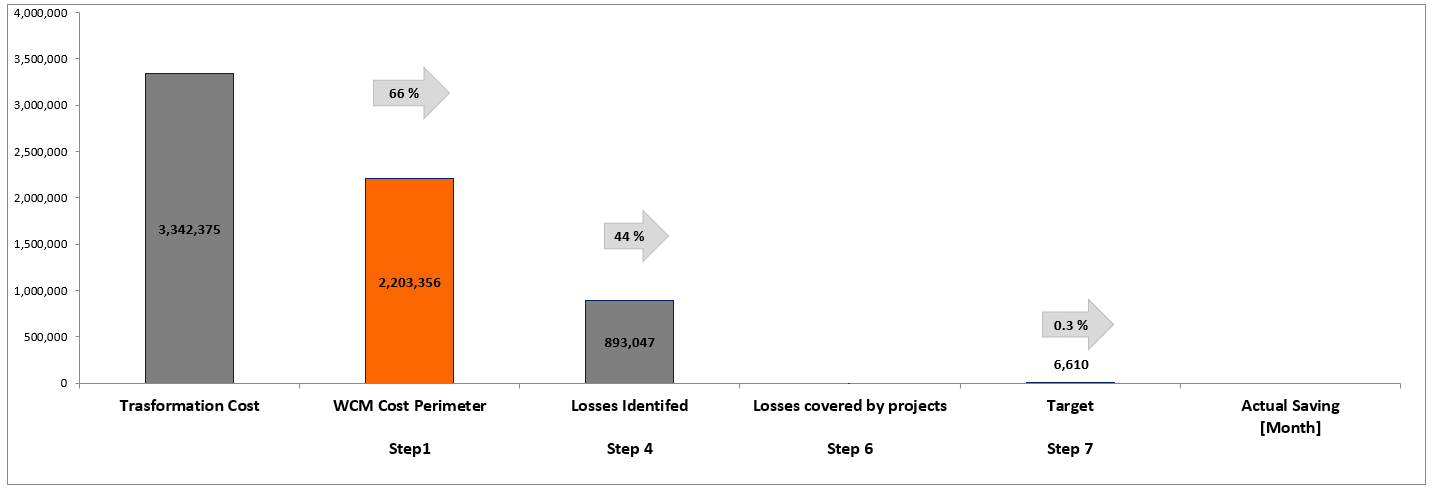 4,000,000
3,500,000
3,000,000
2,500,000
2,000,000
1,500,000
1,000,000
500,000
0
66 %
44 %
0.3 %
3,342,375
2,203,356
893,047
6,610
Trasformation Cost
WCM Cost Perimeter
Losses Identifed
Losses covered by projects
Target
Actual Saving
[Month]
Step1
Step 4
Step 6
Step 7